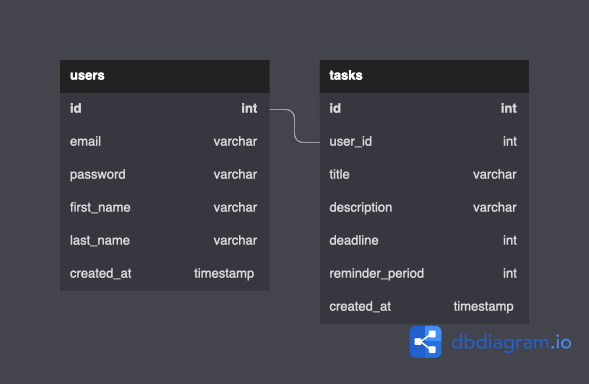 users
id int
email varchar
password varchar
first_name varchar
last_name varchar
created_at timestamp
tasks
id int
user_id int
title varchar
description varchar
deadline int
reminder_period int
created_at timestamp
dbdiagram.io